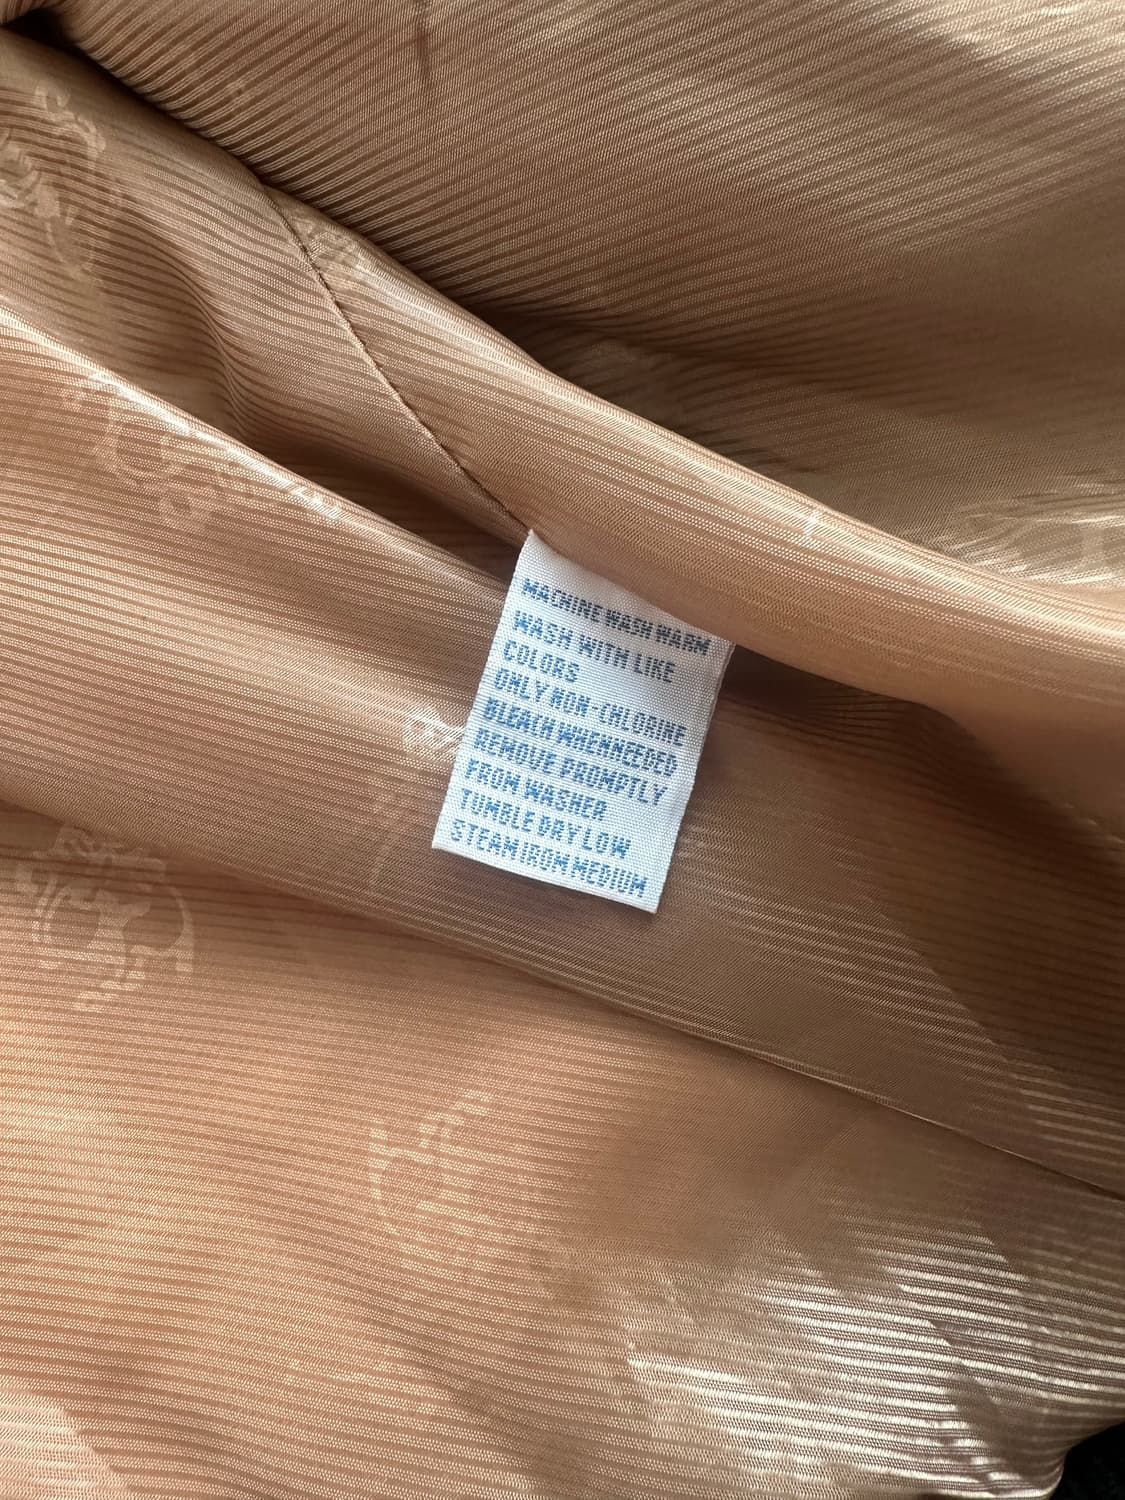 MACHINE WASH WARM
WASH WITH LIKE
COLORS
ONLY NON-CHLORINE
BLEACH WHENNEEDED
REMOVE PROMPTLY
FROM WASHER
TUMBLE DRY LOW
STEAM IRON MEDIUM